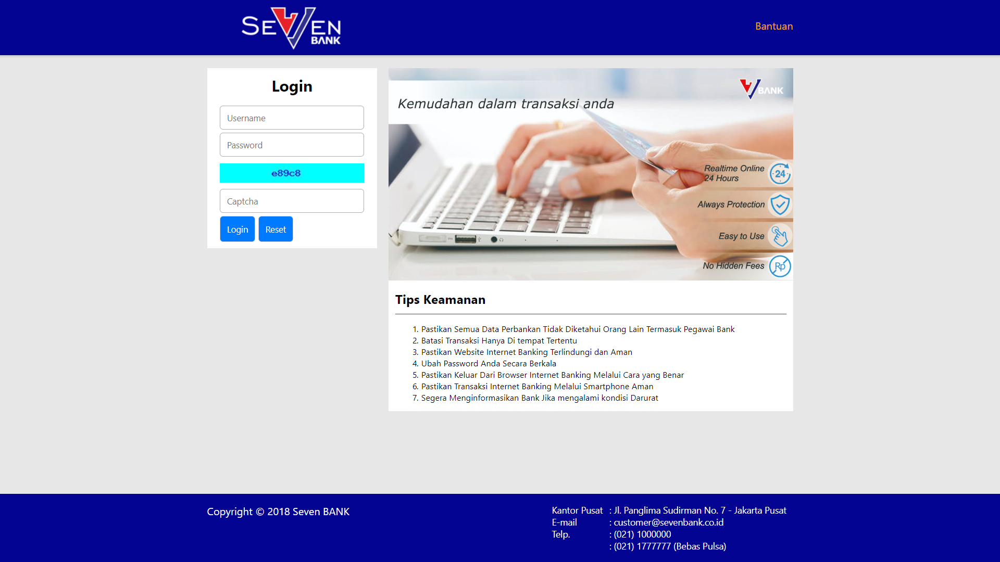 SEVEN
BANK
Bantuan
Login
Username
Password
e89c8
Captcha
Login
Reset
BANK
Kemudahan dalam transaksi anda
Realtime Online
24 Hours
24
Always Protection
Easy to Use
No Hidden Fees
Rp
Tips Keamanan
1. Pastikan Semua Data Perbankan Tidak Diketahui Orang Lain Termasuk Pegawai Bank
2. Batasi Transaksi Hanya Di tempat Tertentu
3. Pastikan Website Internet Banking Terlindungi dan Aman
4. Ubah Password Anda Secara Berkala
5. Pastikan Keluar Dari Browser Internet Banking Melalui Cara yang Benar
6. Pastikan Transaksi Internet Banking Melalui Smartphone Aman
7. Segera Menginformasikan Bank Jika mengalami kondisi Darurat
Copyright © 2018 Seven BANK
Kantor Pusat : Jl. Panglima Sudirman No. 7 - Jakarta Pusat
E-mail : customer@sevenbank.co.id
Telp. : (021) 1000000
: (021) 1777777 (Bebas Pulsa)